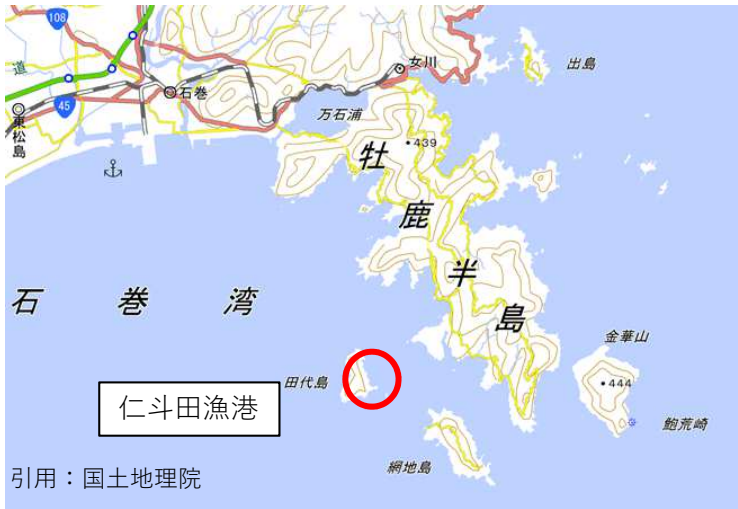 108
女川
出島
道
石巻
45
万石浦
東松島
439
牡鹿半島
石巻湾
金華山
田代島
444
仁斗田漁港
鮑荒崎
網地島
引用：国土地理院